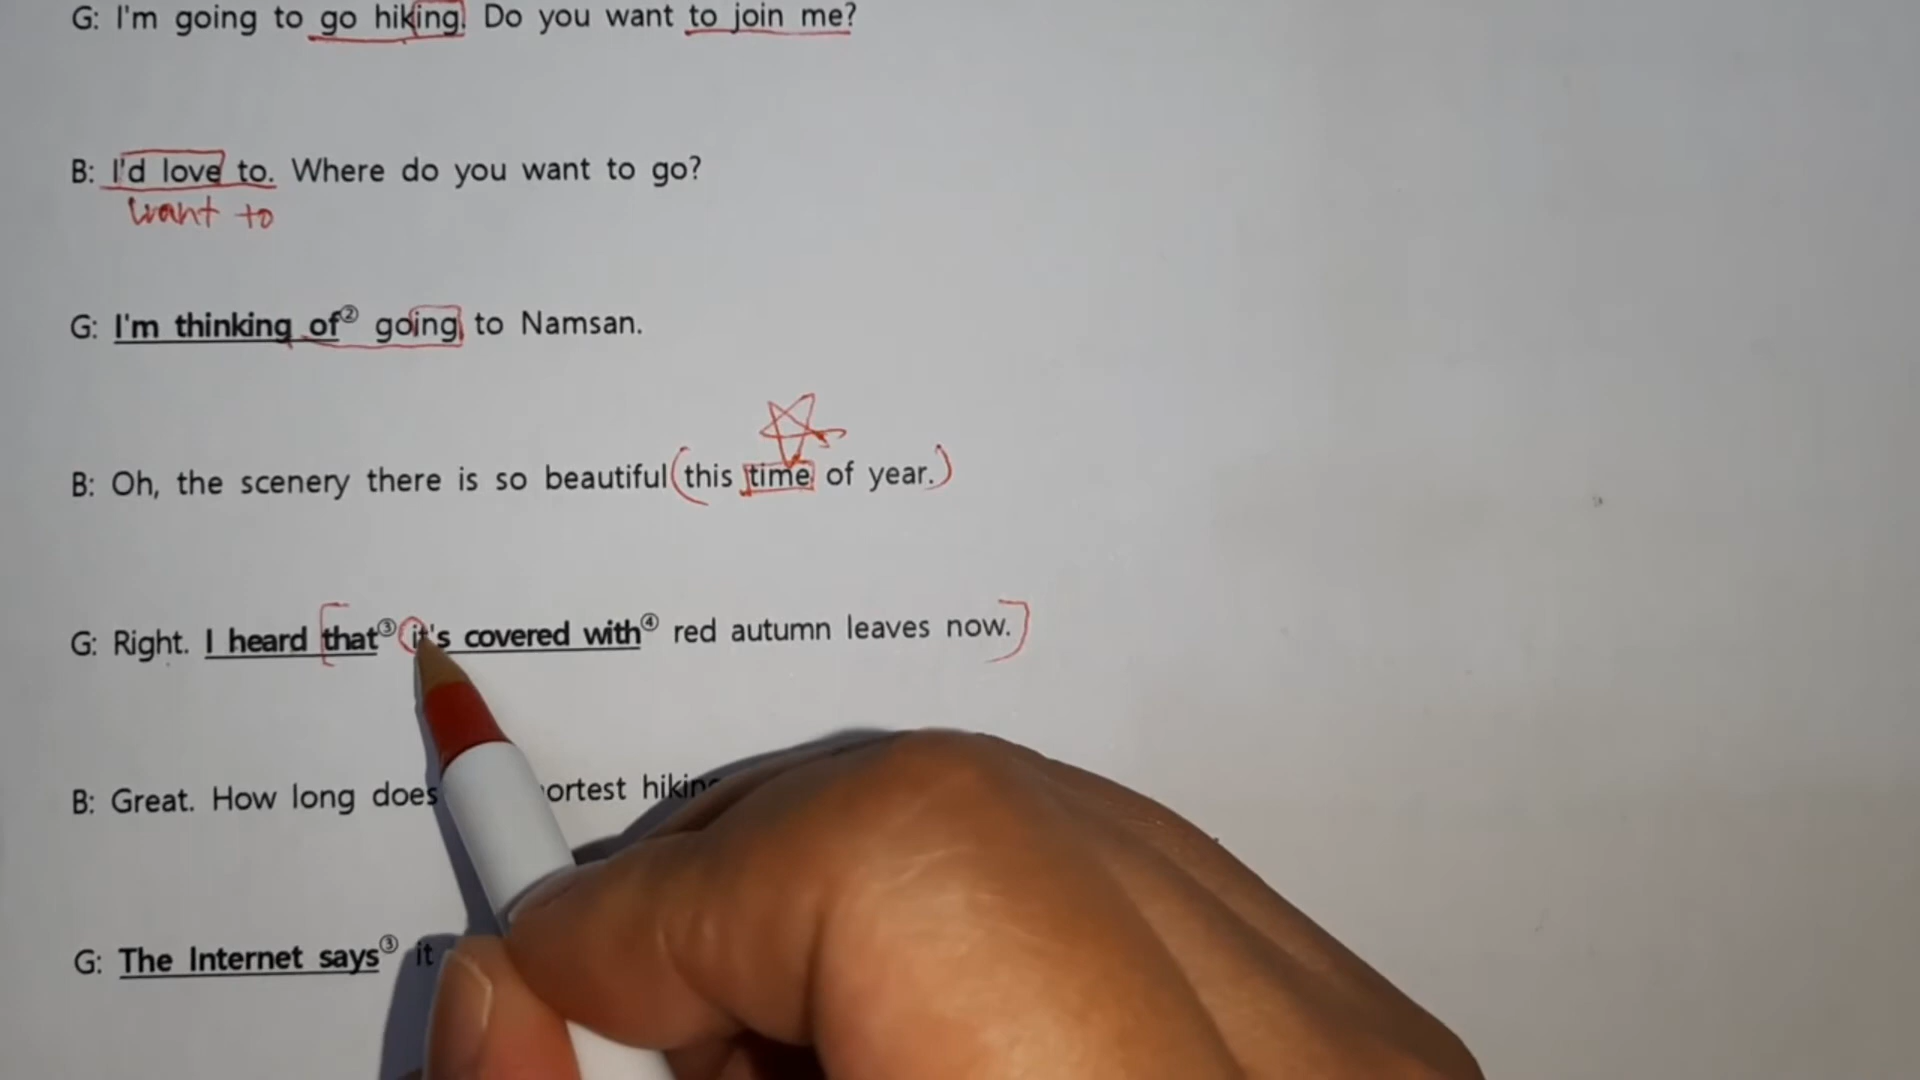 G: I'm going to go hiking. Do you want to join me?
B: I'd love to. Where do you want to go?
want to
G: I'm thinking of② going to Namsan.
B: Oh, the scenery there is so beautiful (this time of year.)
G: Right. I heard [that③ it's covered with④ red autumn leaves now.]
B: Great. How long does
G: The Internet says③ it